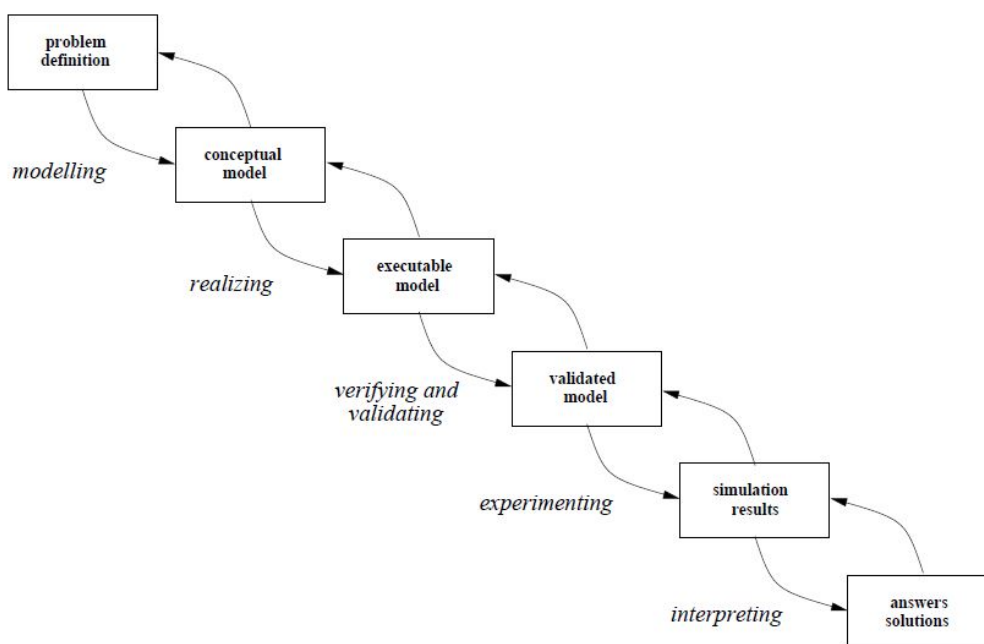 problem
definition
modelling
conceptual
model
realizing
executable
model
verifying and
validating
validated
model
experimenting
simulation
results
interpreting
answers
solutions